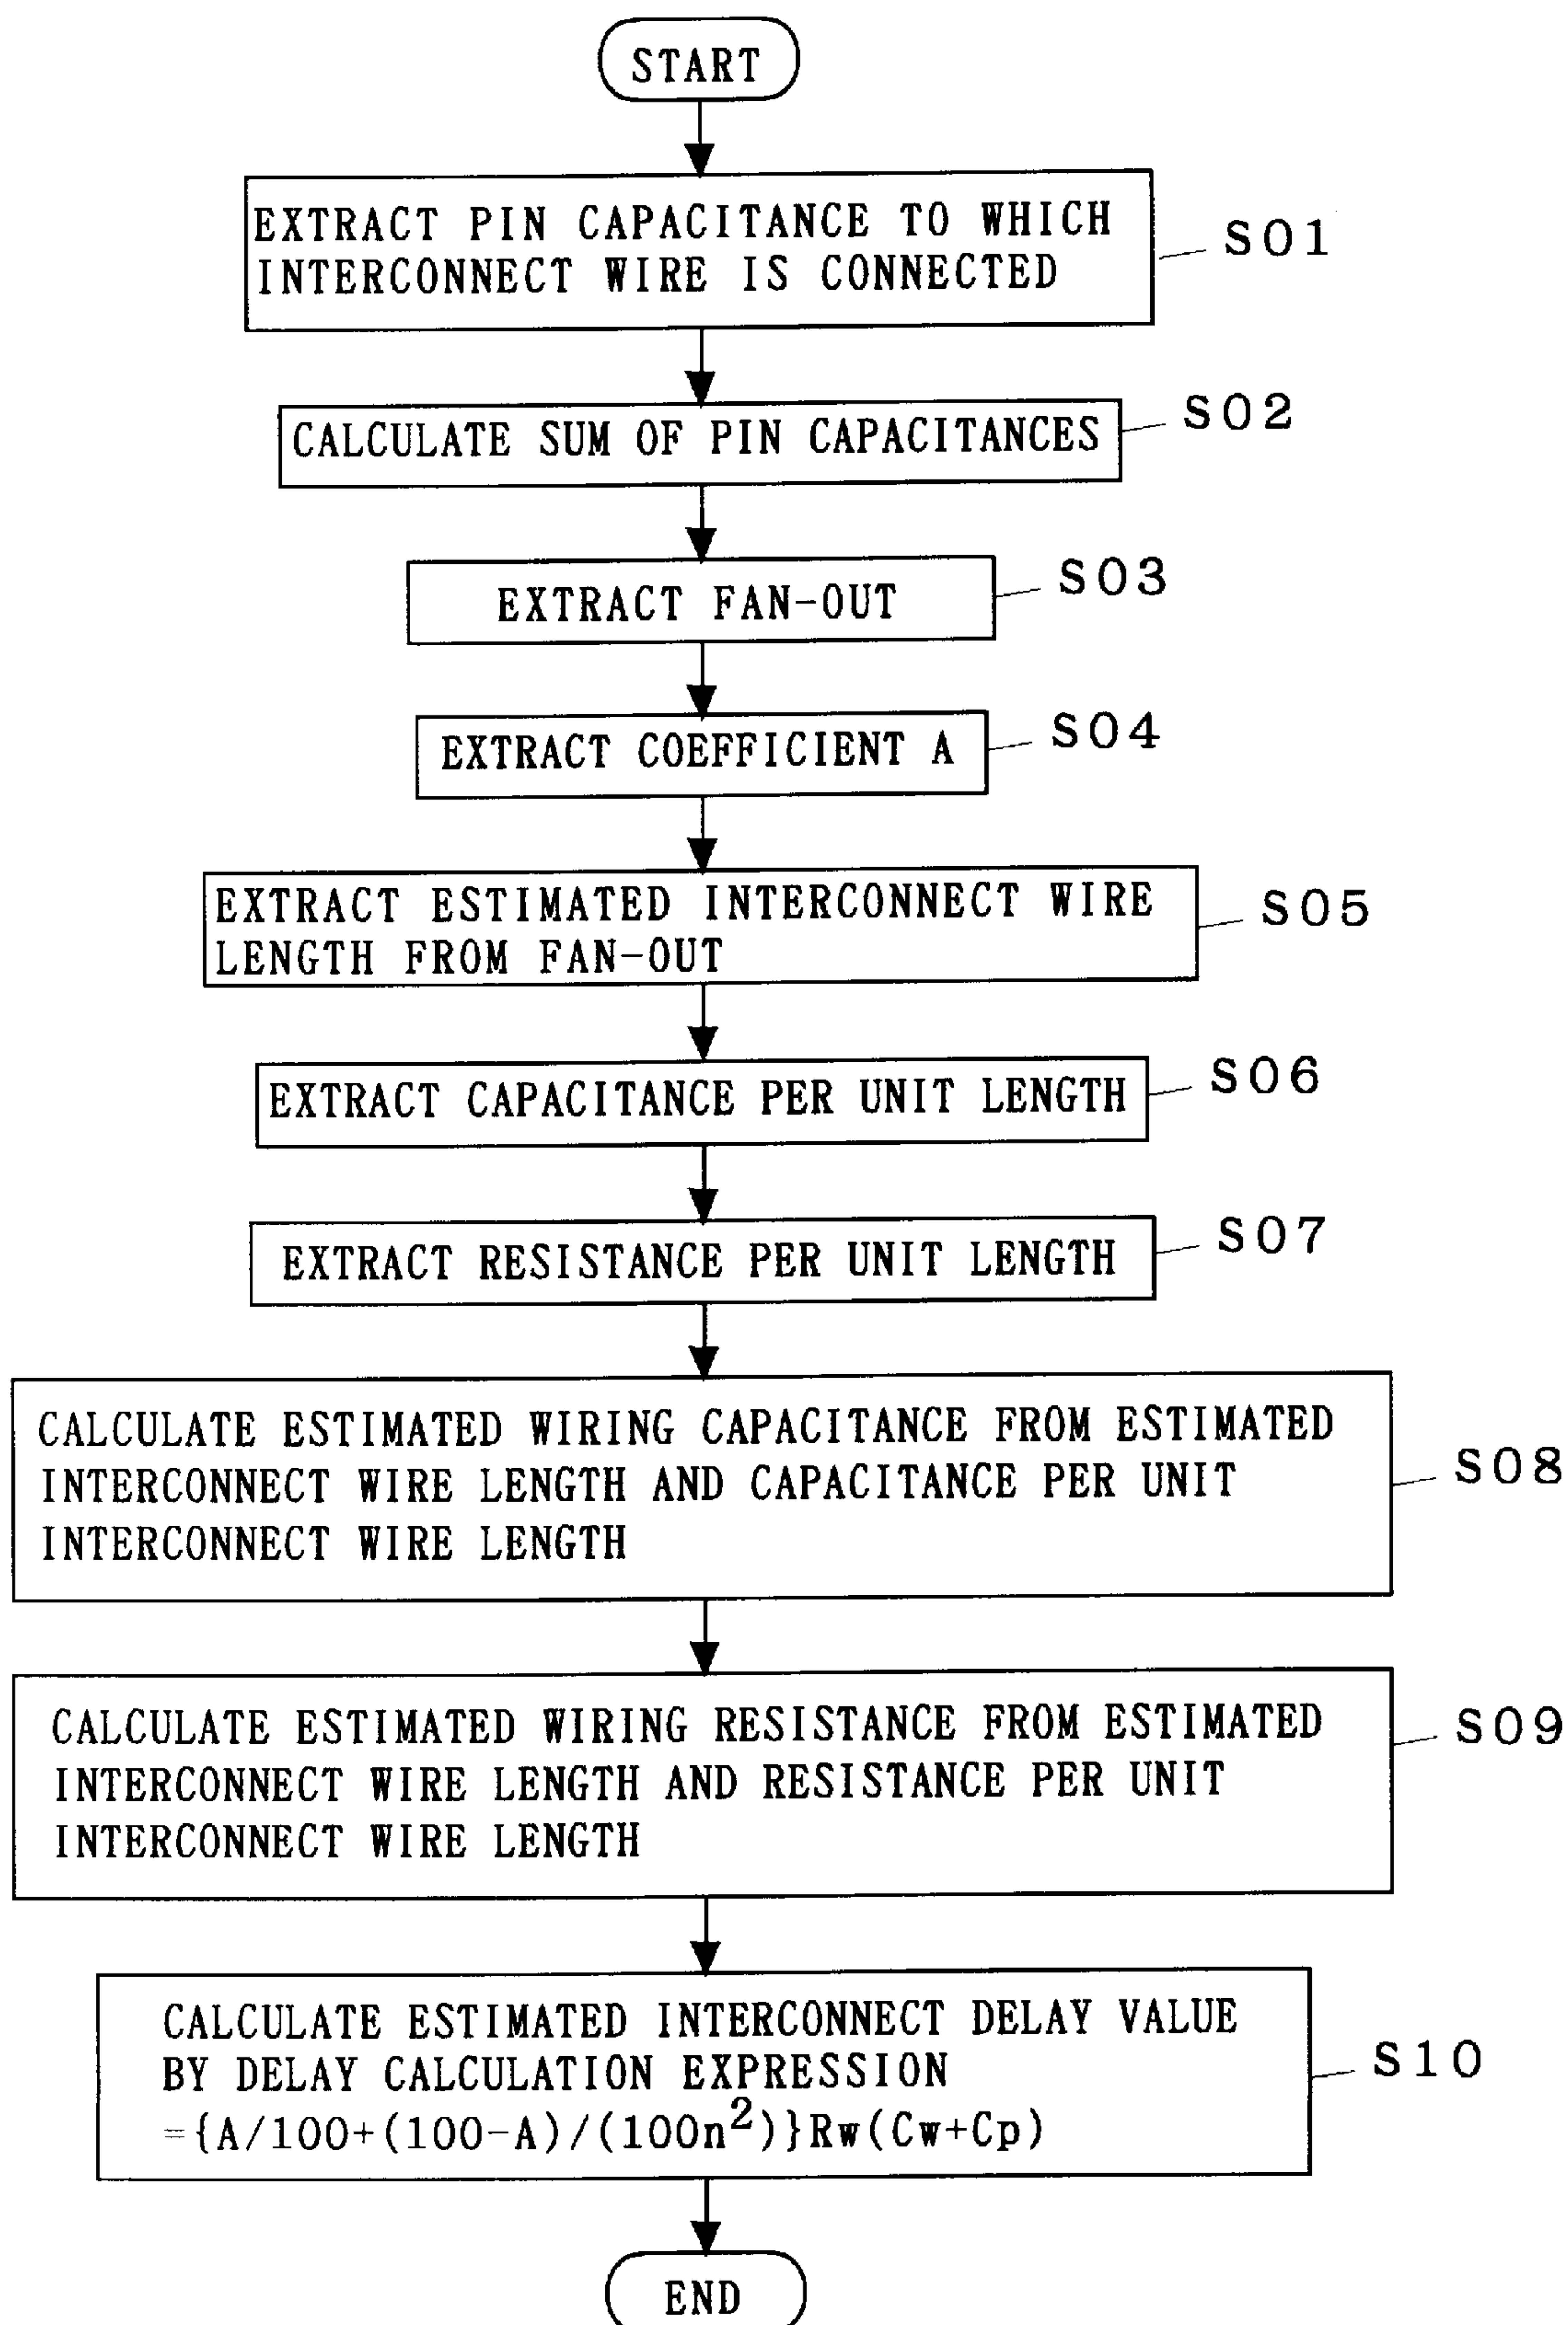 START
EXTRACT PIN CAPACITANCE TO WHICH
INTERCONNECT WIRE IS CONNECTED
S01
CALCULATE SUM OF PIN CAPACITANCES
S02
EXTRACT FAN-OUT
S03
EXTRACT COEFFICIENT A
S04
EXTRACT ESTIMATED INTERCONNECT WIRE
LENGTH FROM FAN-OUT
S05
EXTRACT CAPACITANCE PER UNIT LENGTH
S06
EXTRACT RESISTANCE PER UNIT LENGTH
S07
CALCULATE ESTIMATED WIRING CAPACITANCE FROM ESTIMATED
INTERCONNECT WIRE LENGTH AND CAPACITANCE PER UNIT
INTERCONNECT WIRE LENGTH
S08
CALCULATE ESTIMATED WIRING RESISTANCE FROM ESTIMATED
INTERCONNECT WIRE LENGTH AND RESISTANCE PER UNIT
INTERCONNECT WIRE LENGTH
S09
CALCULATE ESTIMATED INTERCONNECT DELAY VALUE
BY DELAY CALCULATION EXPRESSION
={A/100+(100-A)/(100n²)}Rw(Cw+Cp)
S10
END